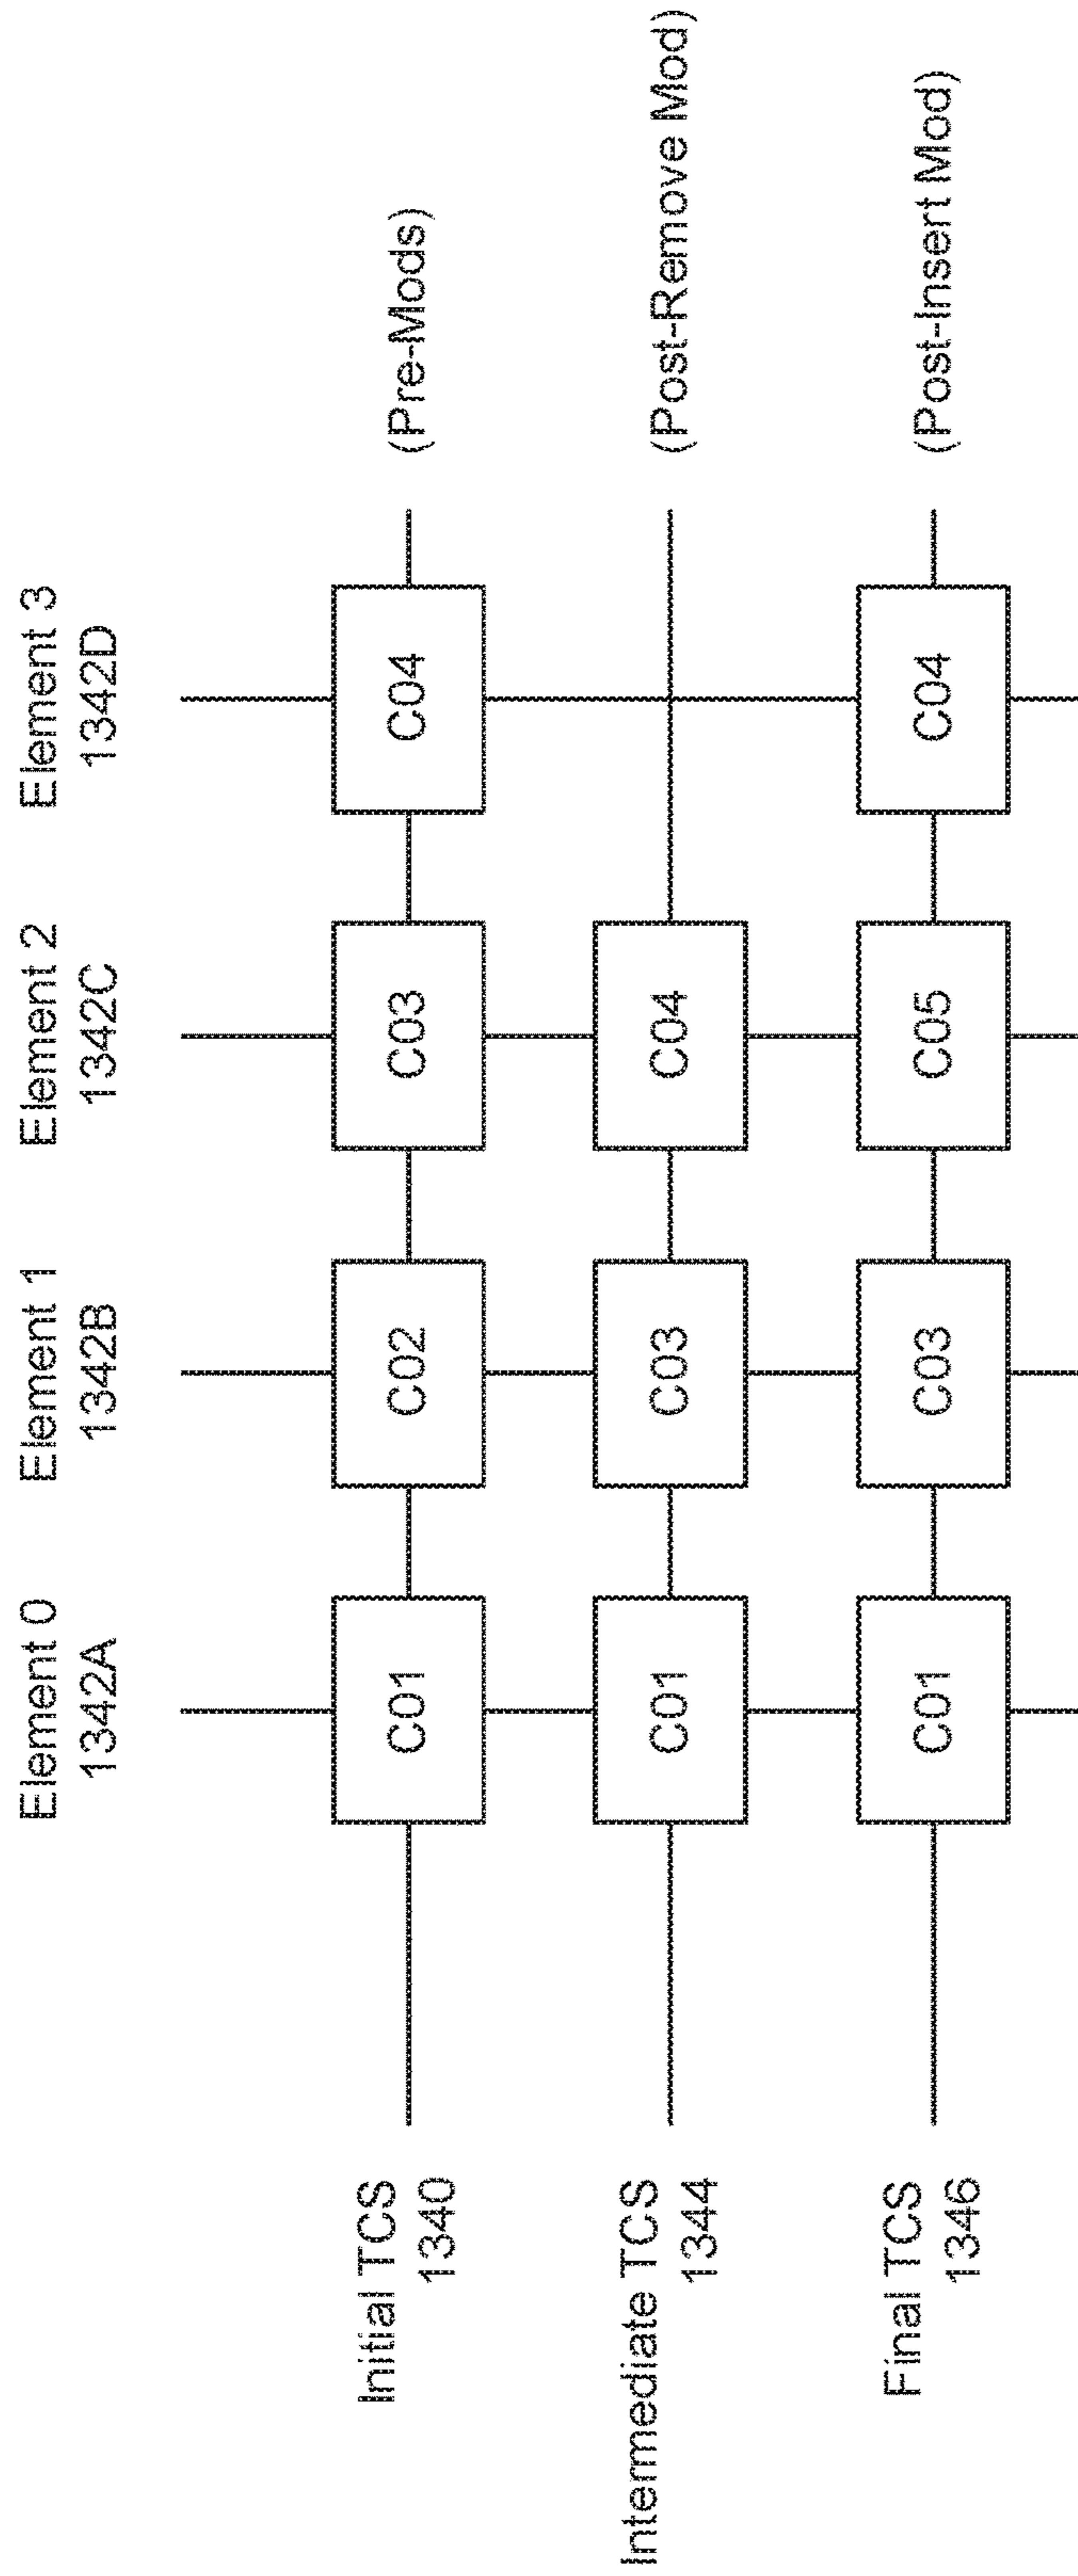 Element 0
1342A
Element 1
1342B
Element 2
1342C
Element 3
1342D
Initial TCS
1340
C01
C02
C03
C04
(Pre-Mods)
Intermediate TCS
1344
C01
C03
C04
(Post-Remove Mod)
Final TCS
1346
C01
C03
C05
C04
(Post-Insert Mod)